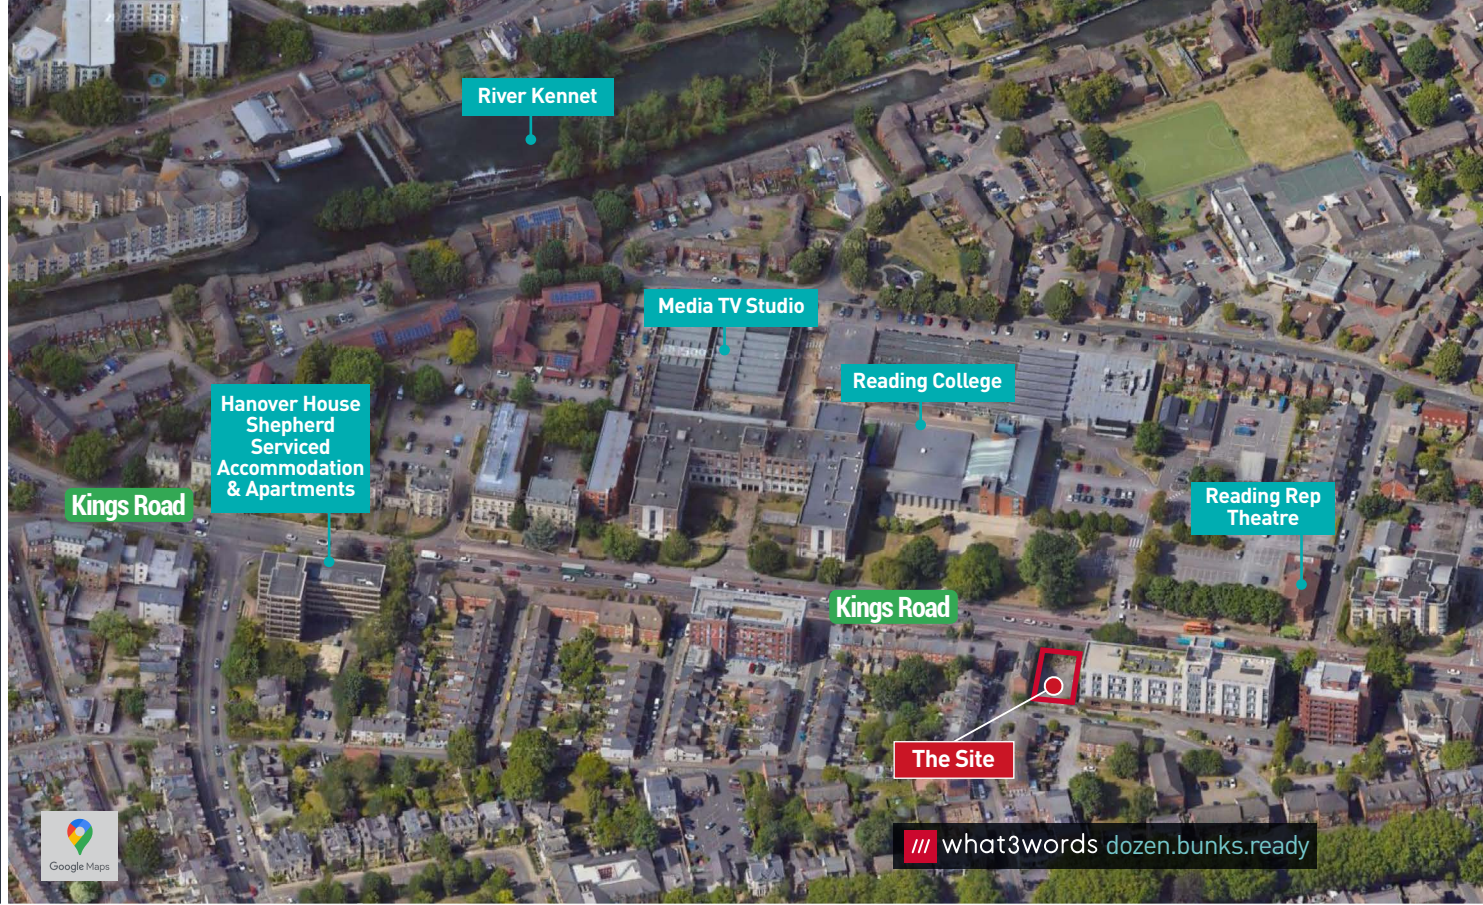 River Kennet
Media TV Studio
Reading College
Hanover House
Shepherd
Serviced
Accommodation
& Apartments
Kings Road
Reading Rep
Theatre
Kings Road
The Site
Google Maps
/// what3words dozen.bunks.ready